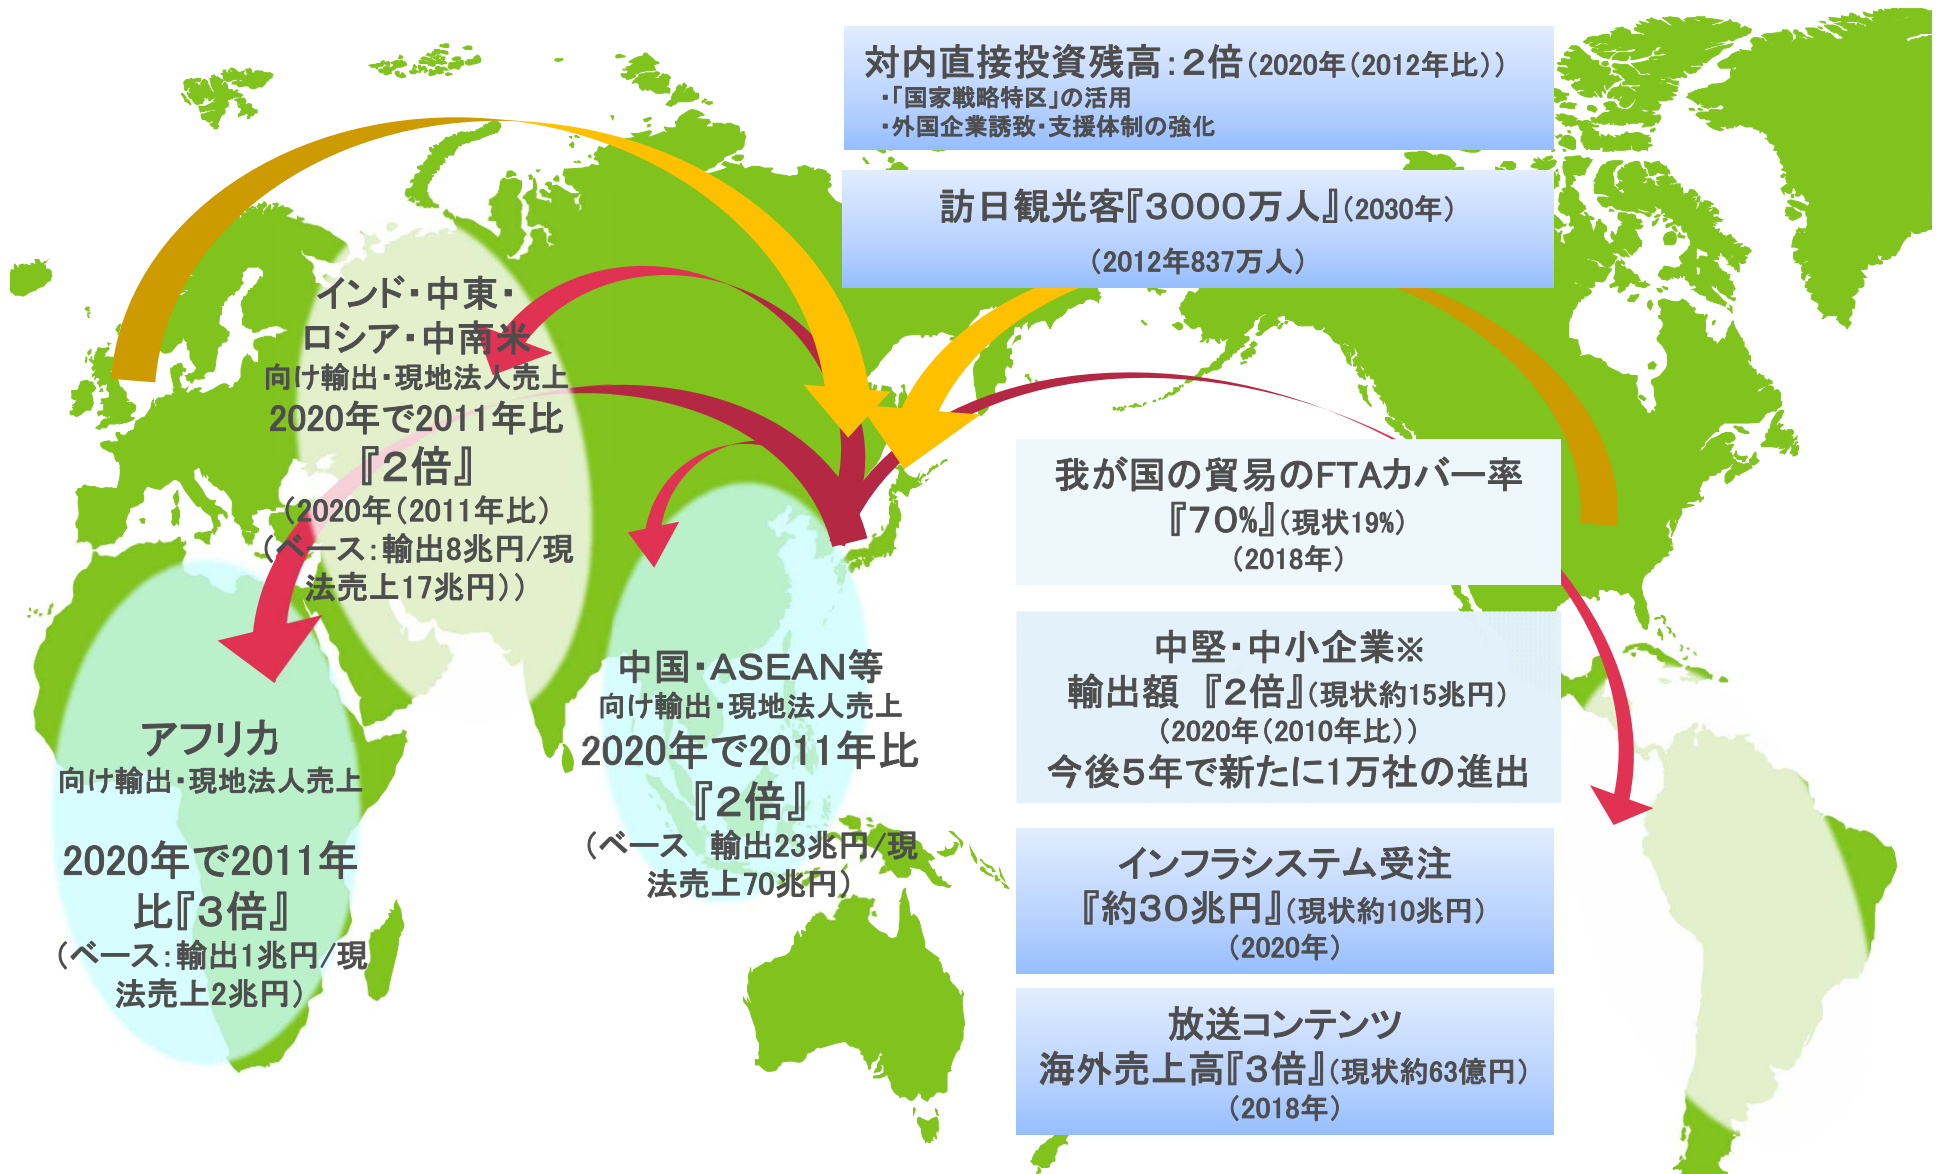 対内直接投資残高：２倍（2020年（2012年比））
・「国家戦略特区」の活用
・外国企業誘致・支援体制の強化
訪日観光客『３０００万人』（2030年）
（2012年837万人）
インド・中東・
ロシア・中南米
向け輸出・現地法人売上
2020年で2011年比
『２倍』
（2020年（2011年比）
（ベース：輸出8兆円/現
法売上17兆円））
我が国の貿易のFTAカバー率
『７０％』（現状19%）
（2018年）
中堅・中小企業※
輸出額　『２倍』（現状約15兆円）
（2020年（2010年比））
今後５年で新たに１万社の進出
中国・ASEAN等
向け輸出・現地法人売上
2020年で2011年比
『２倍』
（ベース　輸出23兆円/現
法売上70兆円）
アフリカ
向け輸出・現地法人売上
2020年で2011年
比『３倍』
（ベース：輸出1兆円/現
法売上2兆円）
インフラシステム受注
『約３０兆円』（現状約10兆円）
（2020年）
放送コンテンツ
海外売上高『３倍』（現状約63億円）
（2018年）